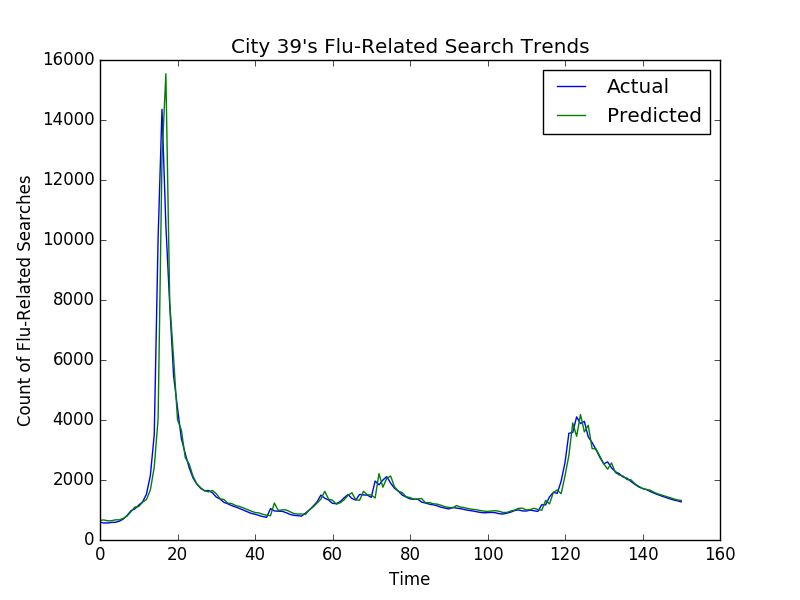 City 39's Flu-Related Search Trends
16000
14000
12000
10000
8000
6000
4000
2000
0
Count of Flu-Related Searches
Actual
Predicted
0 20 40 60 80 100 120 140 160
Time